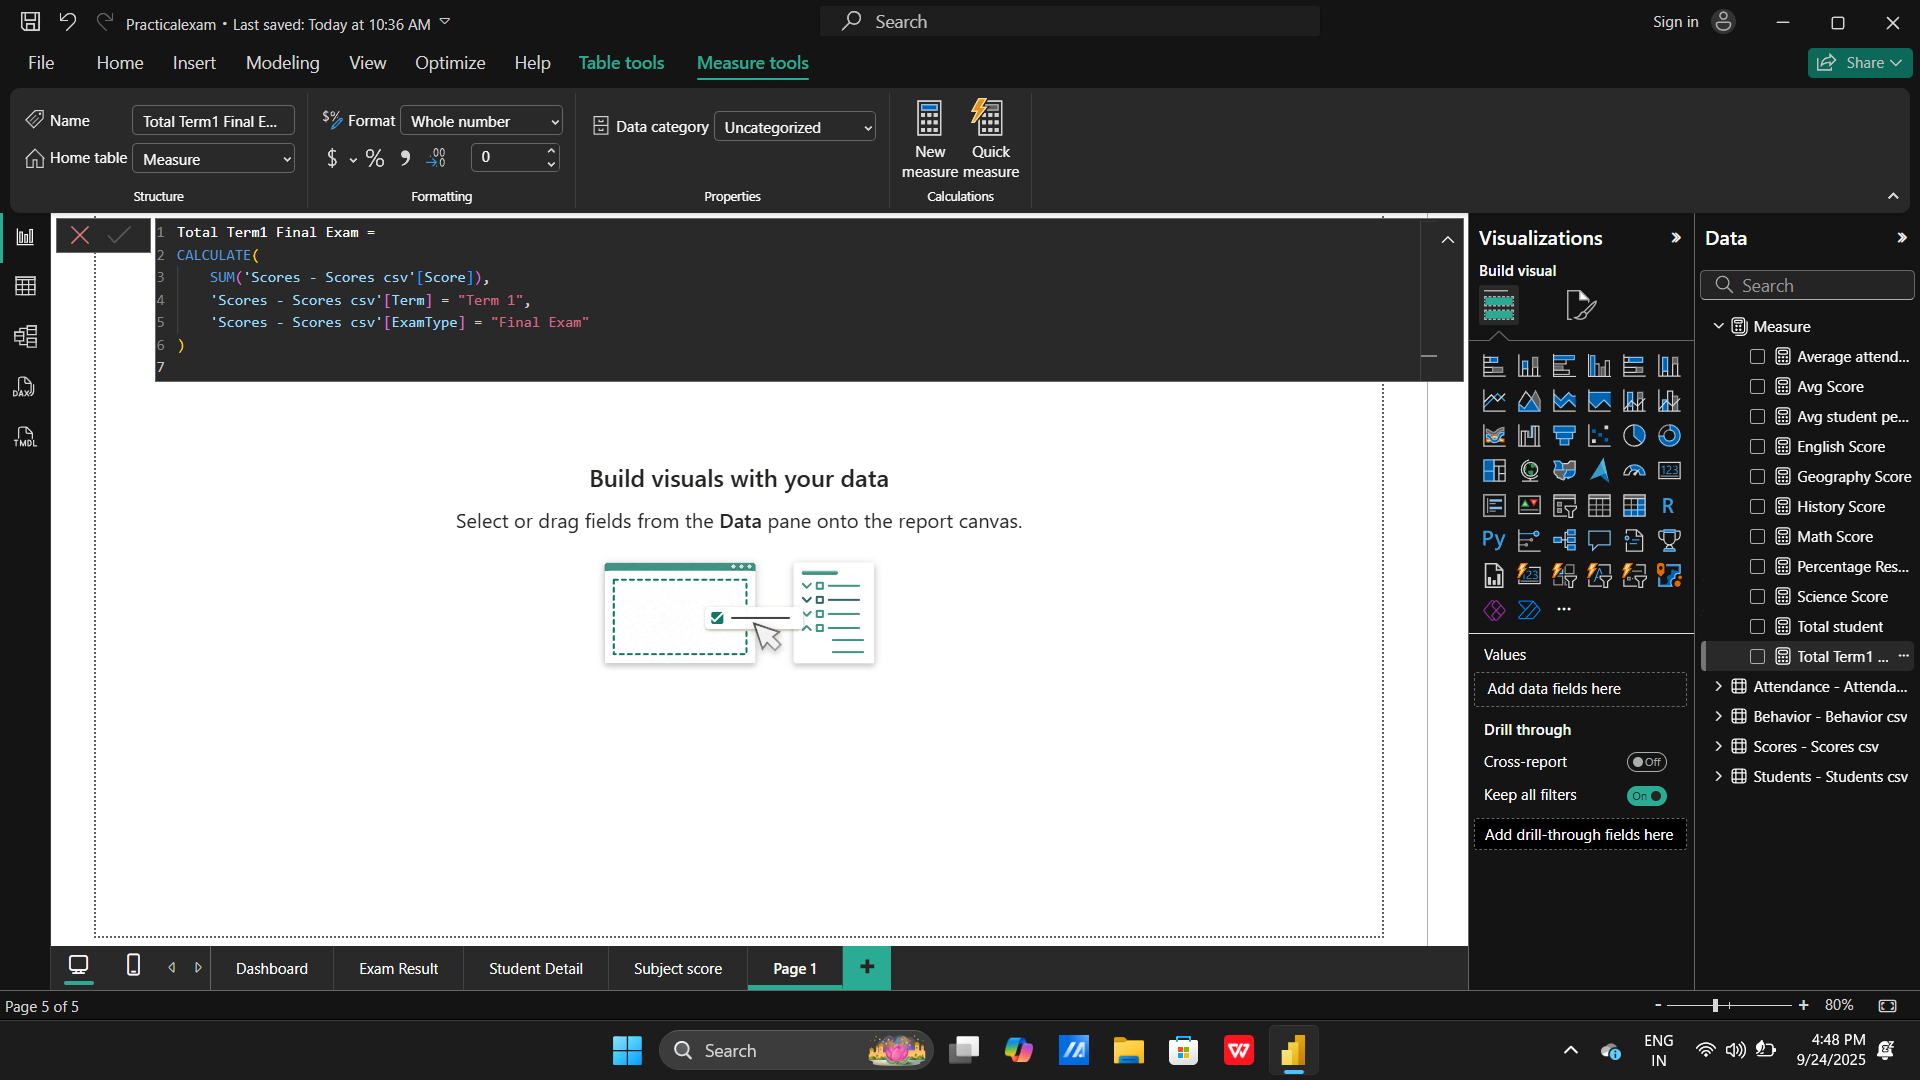 Practicalexam • Last saved: Today at 10:36 AM
Search
Sign in
File
Home
Insert
Modeling
View
Optimize
Help
Table tools
Measure tools
Share
Name
Total Term1 Final E...
Home table
Measure
Structure
$% Format
Whole number
$ % 9 .00
0
Formatting
Data category
Uncategorized
Properties
New measure
Quick measure
Calculations
1 Total Term1 Final Exam =
2 CALCULATE(
3 SUM('Scores - Scores csv'[Score]),
4 'Scores - Scores csv'[Term] = "Term 1",
5 'Scores - Scores csv'[ExamType] = "Final Exam"
6 )
7
DAX
TMDL
Build visuals with your data
Select or drag fields from the Data pane onto the report canvas.
Visualizations
Build visual
123
R
Py
123
Values
Add data fields here
Drill through
Cross-report
Off
Keep all filters
On
Add drill-through fields here
Data
Search
Measure
Average attend...
Avg Score
Avg student pe...
English Score
Geography Score
History Score
Math Score
Percentage Res...
Science Score
Total student
Total Term1 ...
Attendance - Attenda...
Behavior - Behavior csv
Scores - Scores csv
Students - Students csv
Dashboard
Exam Result
Student Detail
Subject score
Page 1
Page 5 of 5
- + 80%
Search
ENG
IN
4:48 PM
9/24/2025